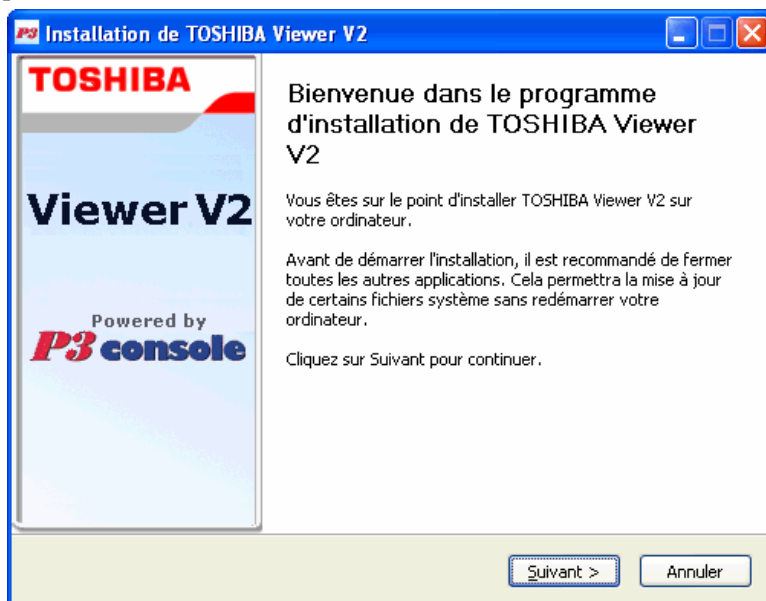 P3 Installation de TOSHIBA Viewer V2
TOSHIBA
Viewer V2
Powered by
P3 console
Bienvenue dans le programme
d'installation de TOSHIBA Viewer
V2
Vous êtes sur le point d'installer TOSHIBA Viewer V2 sur
votre ordinateur.
Avant de démarrer l'installation, il est recommandé de fermer
toutes les autres applications. Cela permettra la mise à jour
de certains fichiers système sans redémarrer votre
ordinateur.
Cliquez sur Suivant pour continuer.
Suivant >
Annuler